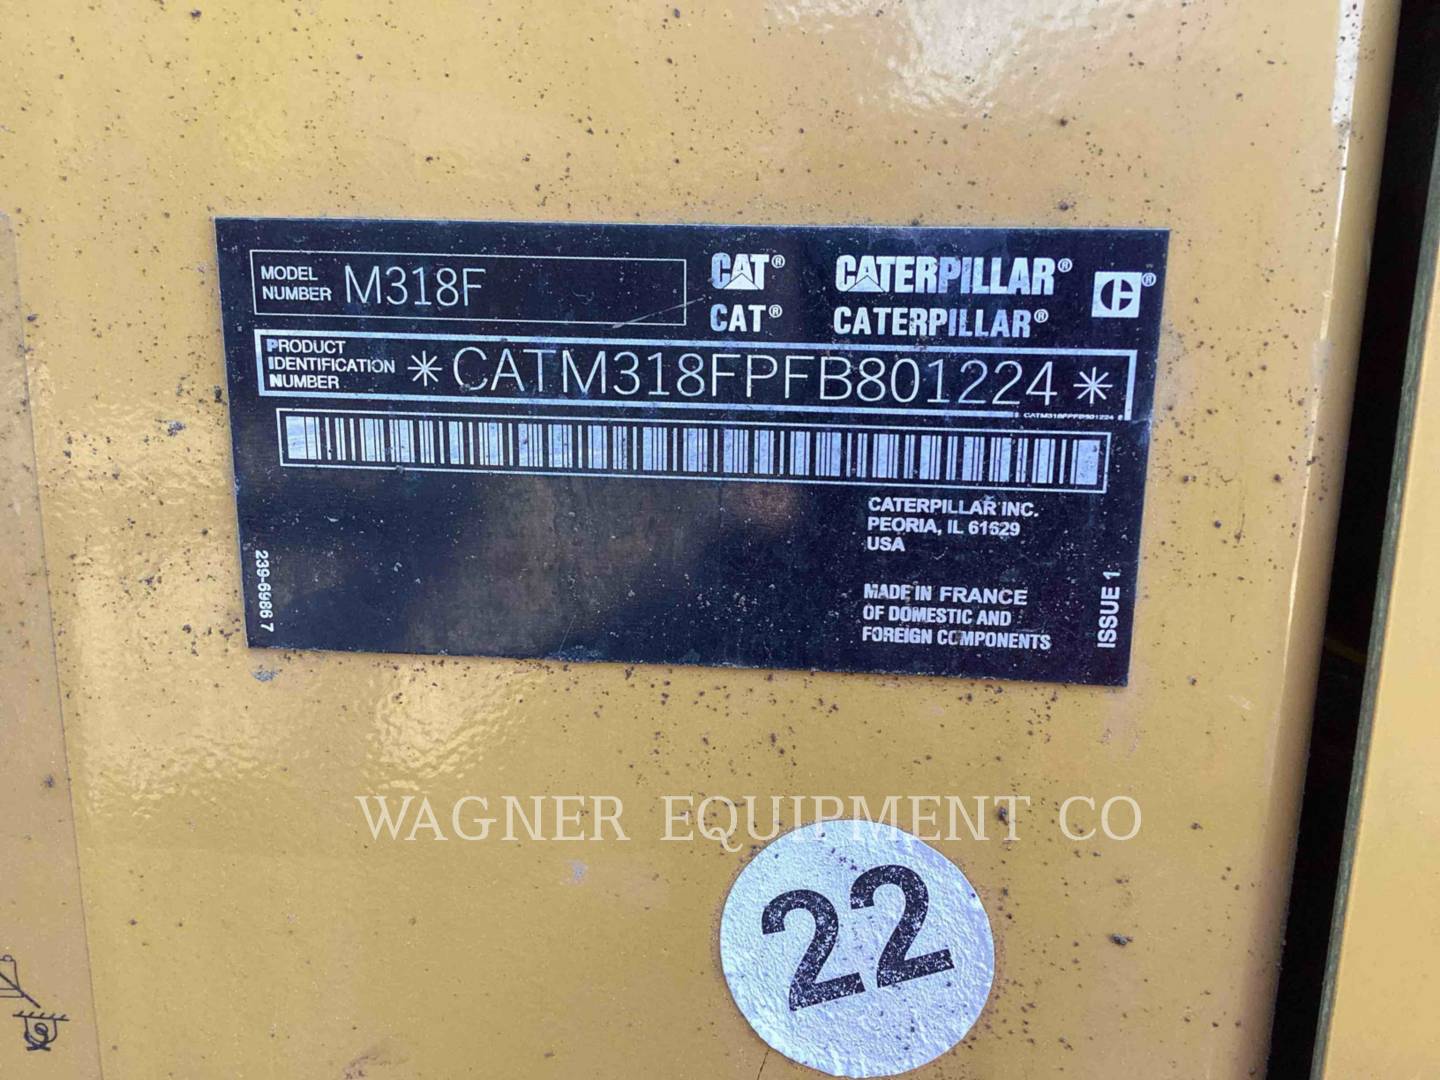 MODEL NUMBER M318F
CAT® CATERPILLAR®
CAT® CATERPILLAR®
PRODUCT IDENTIFICATION NUMBER *CATM318FPFB801224*
CATM318FPFB801224
CATERPILLAR INC.
PEORIA, IL 61629
USA
MADE IN FRANCE
OF DOMESTIC AND
FOREIGN COMPONENTS
239-6986 7
ISSUE 1
WAGNER EQUIPMENT CO
22